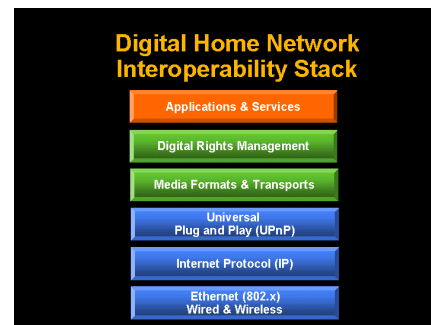 Digital Home Network
Interoperability Stack
Applications & Services
Digital Rights Management
Media Formats & Transports
Universal
Plug and Play (UPnP)
Internet Protocol (IP)
Ethernet (802.x)
Wired & Wireless